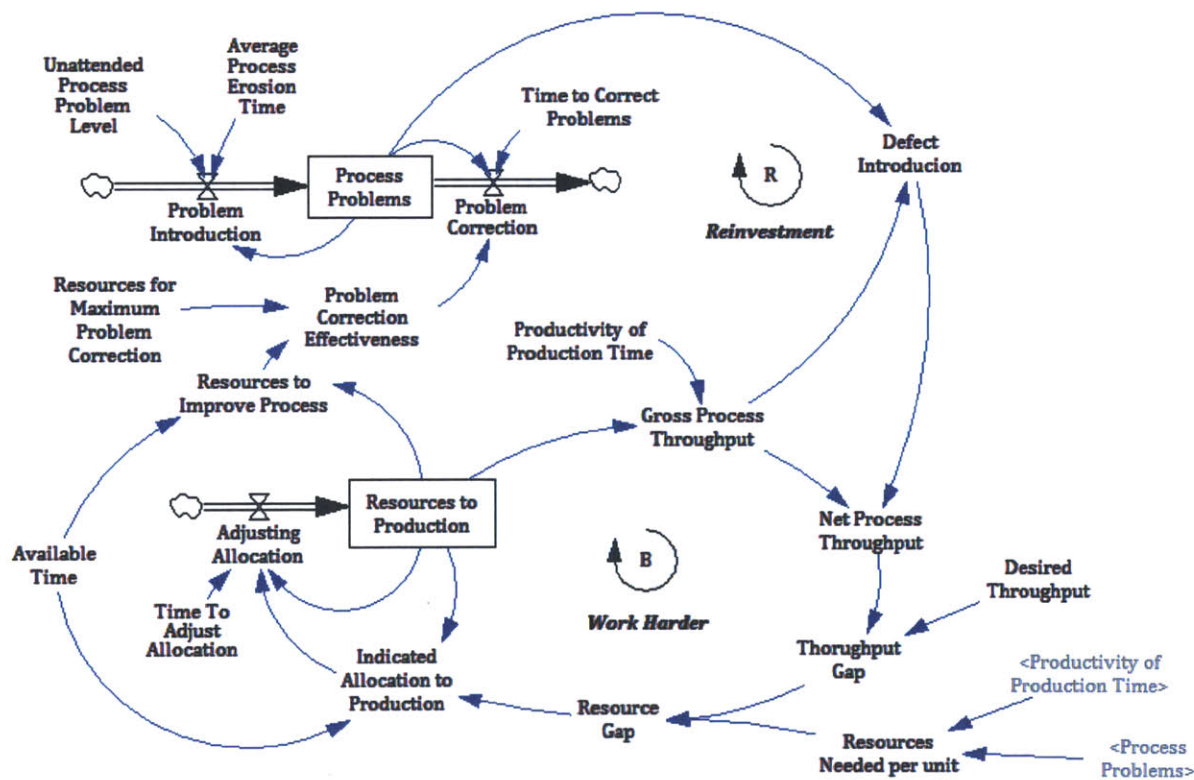 Average
Process
Erosion
Time
Unattended
Process
Problem
Level
Time to Correct
Problems
Defect
Introducion
Process
Problems
R
Reinvestment
Problem
Introduction
Problem
Correction
Resources for
Maximum
Problem
Correction
Problem
Correction
Effectiveness
Productivity of
Production Time
Resources to
Improve Process
Gross Process
Throughput
Resources to
Production
Adjusting
Allocation
Net Process
Throughput
Available
Time
B
Work Harder
Desired
Throughput
Time To
Adjust
Allocation
Indicated
Allocation to
Production
Thorughput
Gap
<Productivity of
Production Time>
Resource
Gap
Resources
Needed per unit
<Process
Problems>